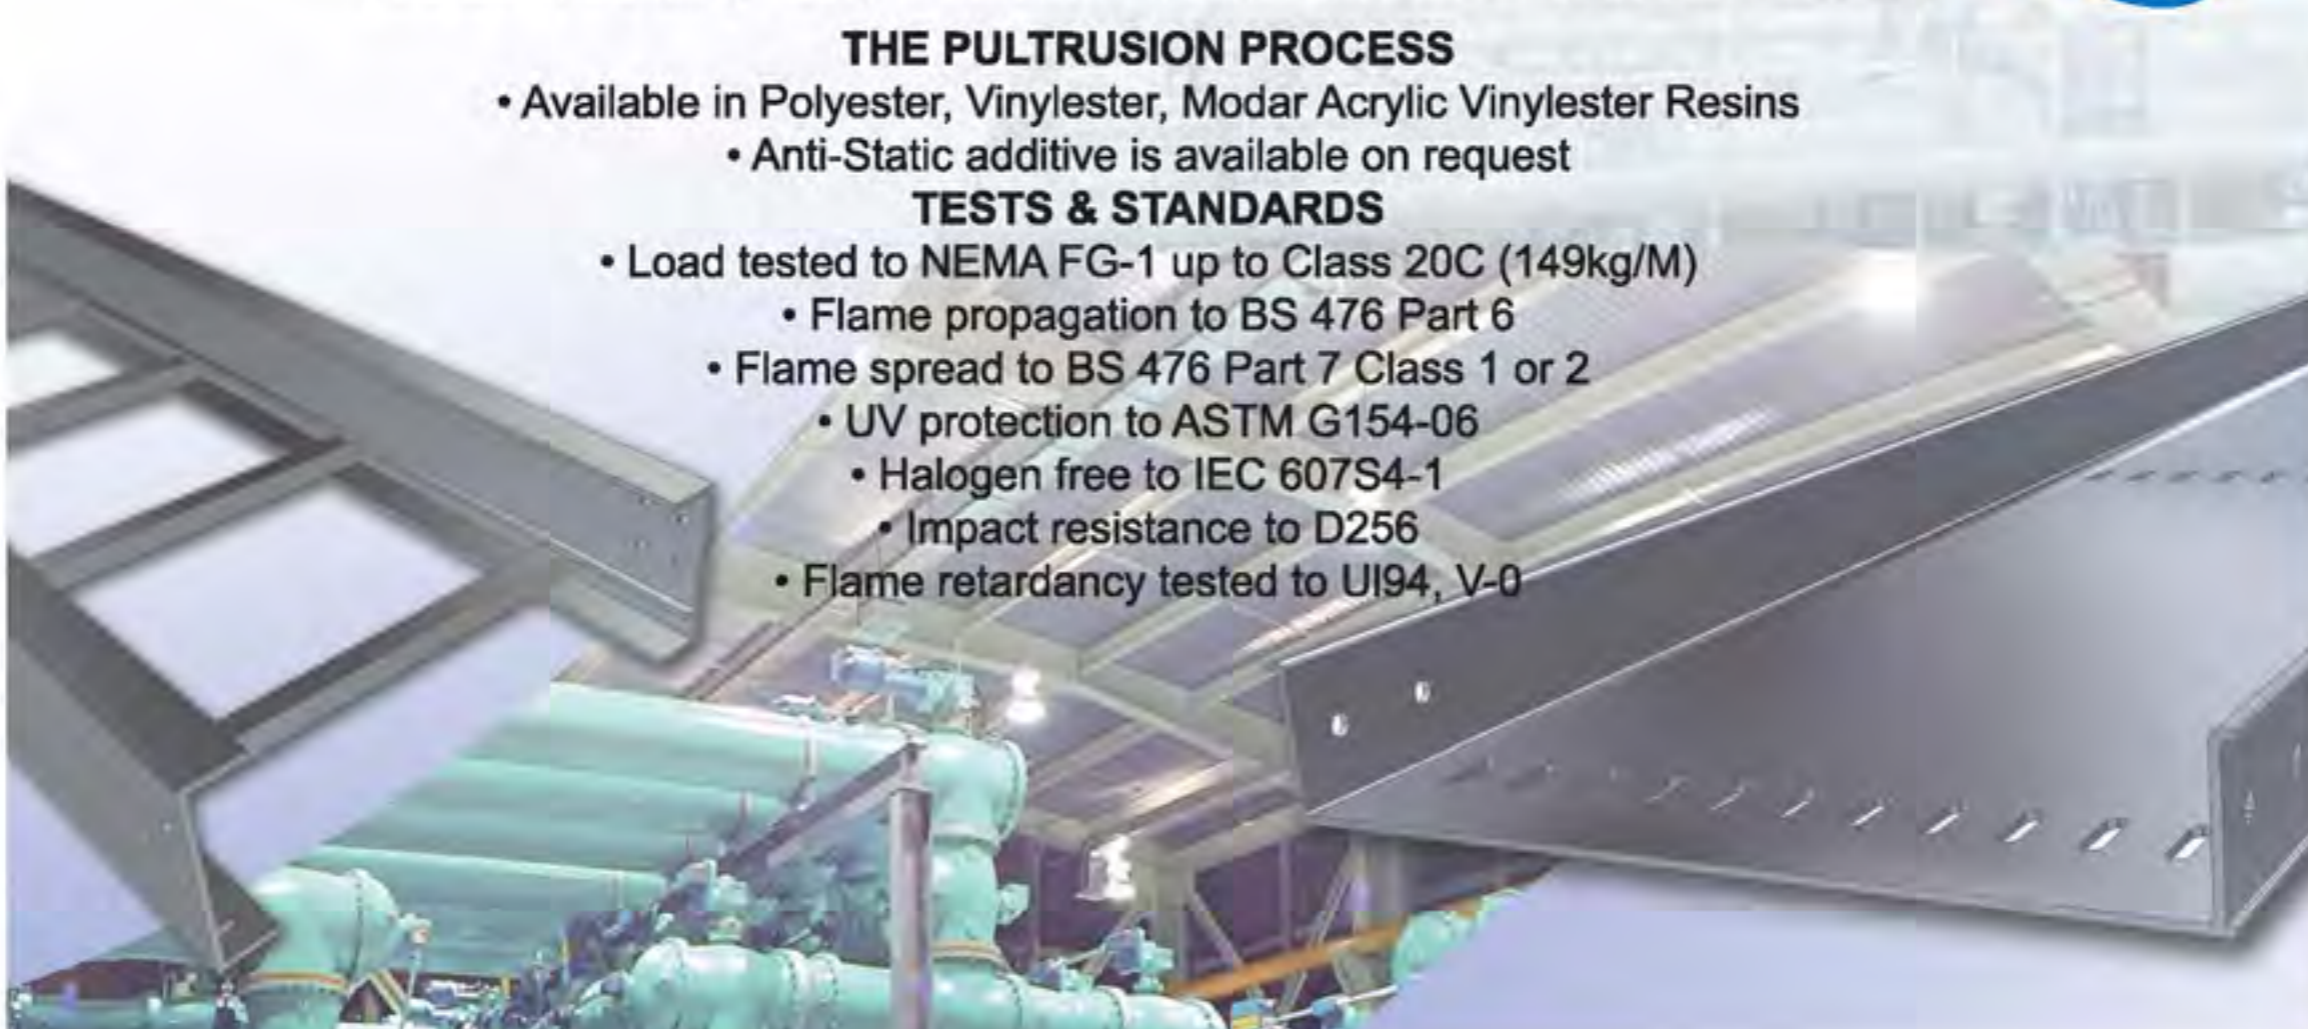 THE PULTRUSION PROCESS
• Available in Polyester, Vinylester, Modar Acrylic Vinylester Resins
• Anti-Static additive is available on request
TESTS & STANDARDS
• Load tested to NEMA FG-1 up to Class 20C (149kg/M)
• Flame propagation to BS 476 Part 6
• Flame spread to BS 476 Part 7 Class 1 or 2
• UV protection to ASTM G154-06
• Halogen free to IEC 607S4-1
• Impact resistance to D256
• Flame retardancy tested to UI94, V-0